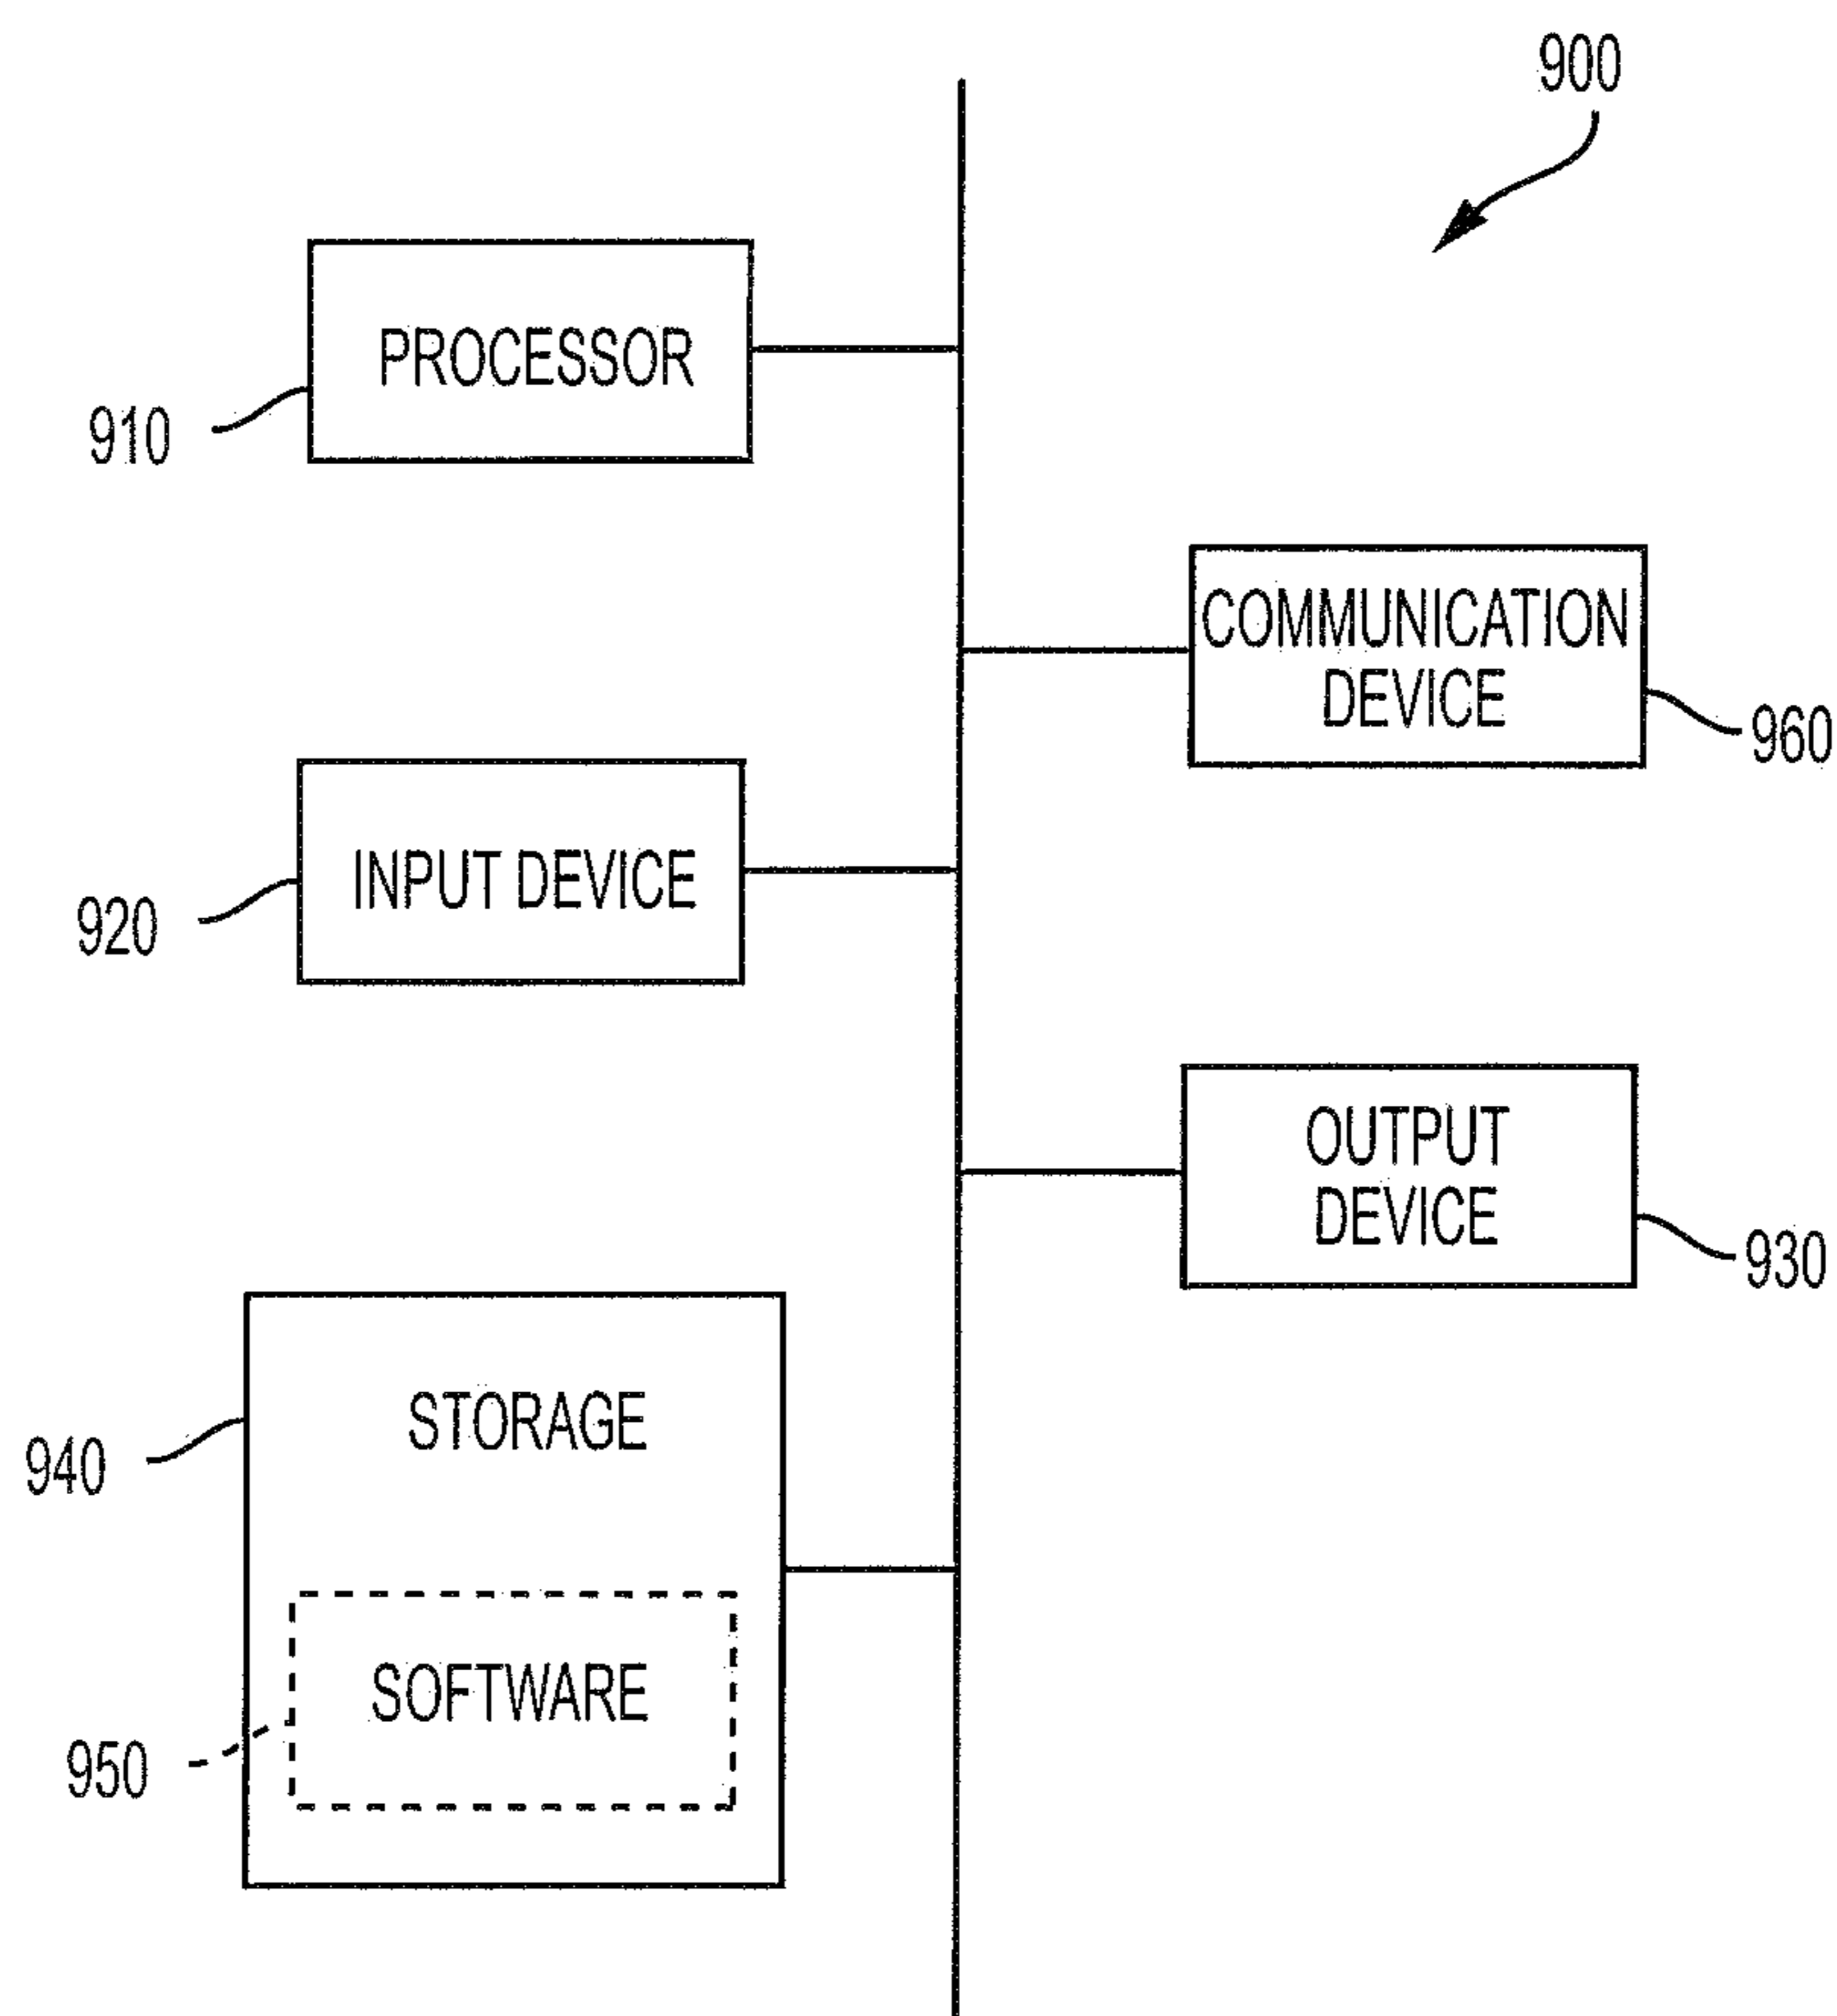 900
PROCESSOR
910
COMMUNICATION
DEVICE
960
INPUT DEVICE
920
OUTPUT
DEVICE
930
STORAGE
940
SOFTWARE
950